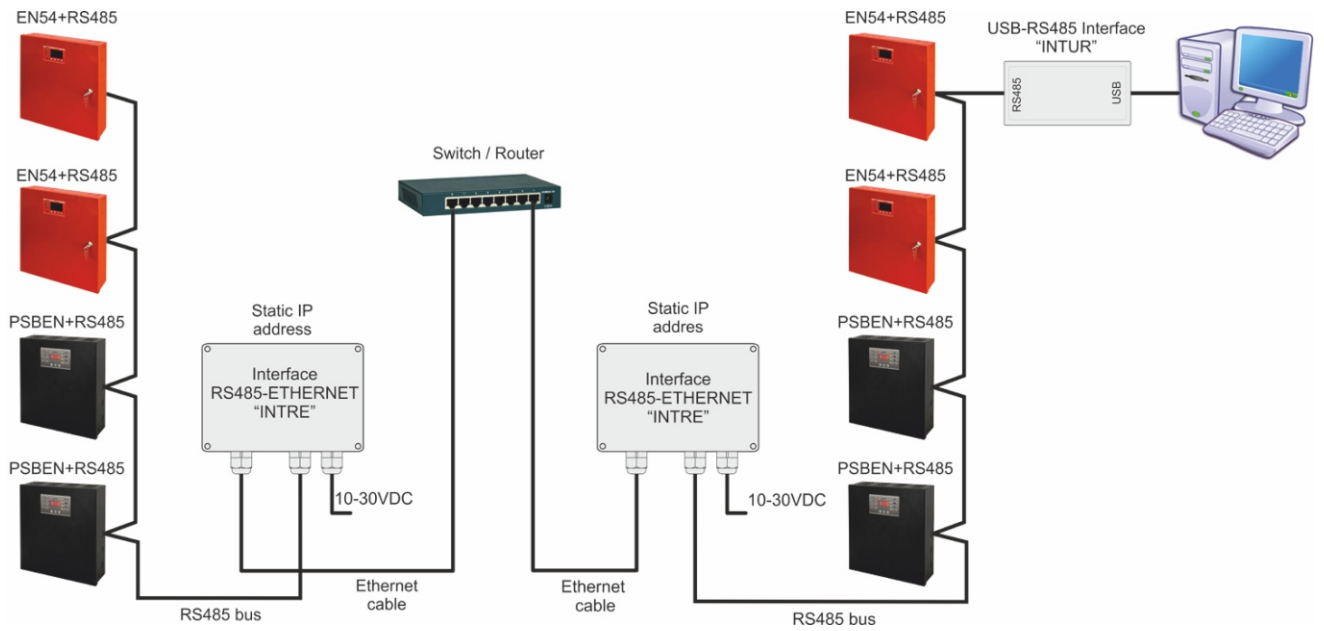 EN54+RS485
EN54+RS485
USB-RS485 Interface
“INTUR”
RS485
USB
Switch / Router
EN54+RS485
EN54+RS485
Static IP
address
Static IP
addres
PSBEN+RS485
PSBEN+RS485
Interface
RS485-ETHERNET
“INTRE”
Interface
RS485-ETHERNET
“INTRE”
PSBEN+RS485
PSBEN+RS485
10-30VDC
10-30VDC
Ethernet
cable
Ethernet
cable
RS485 bus
RS485 bus